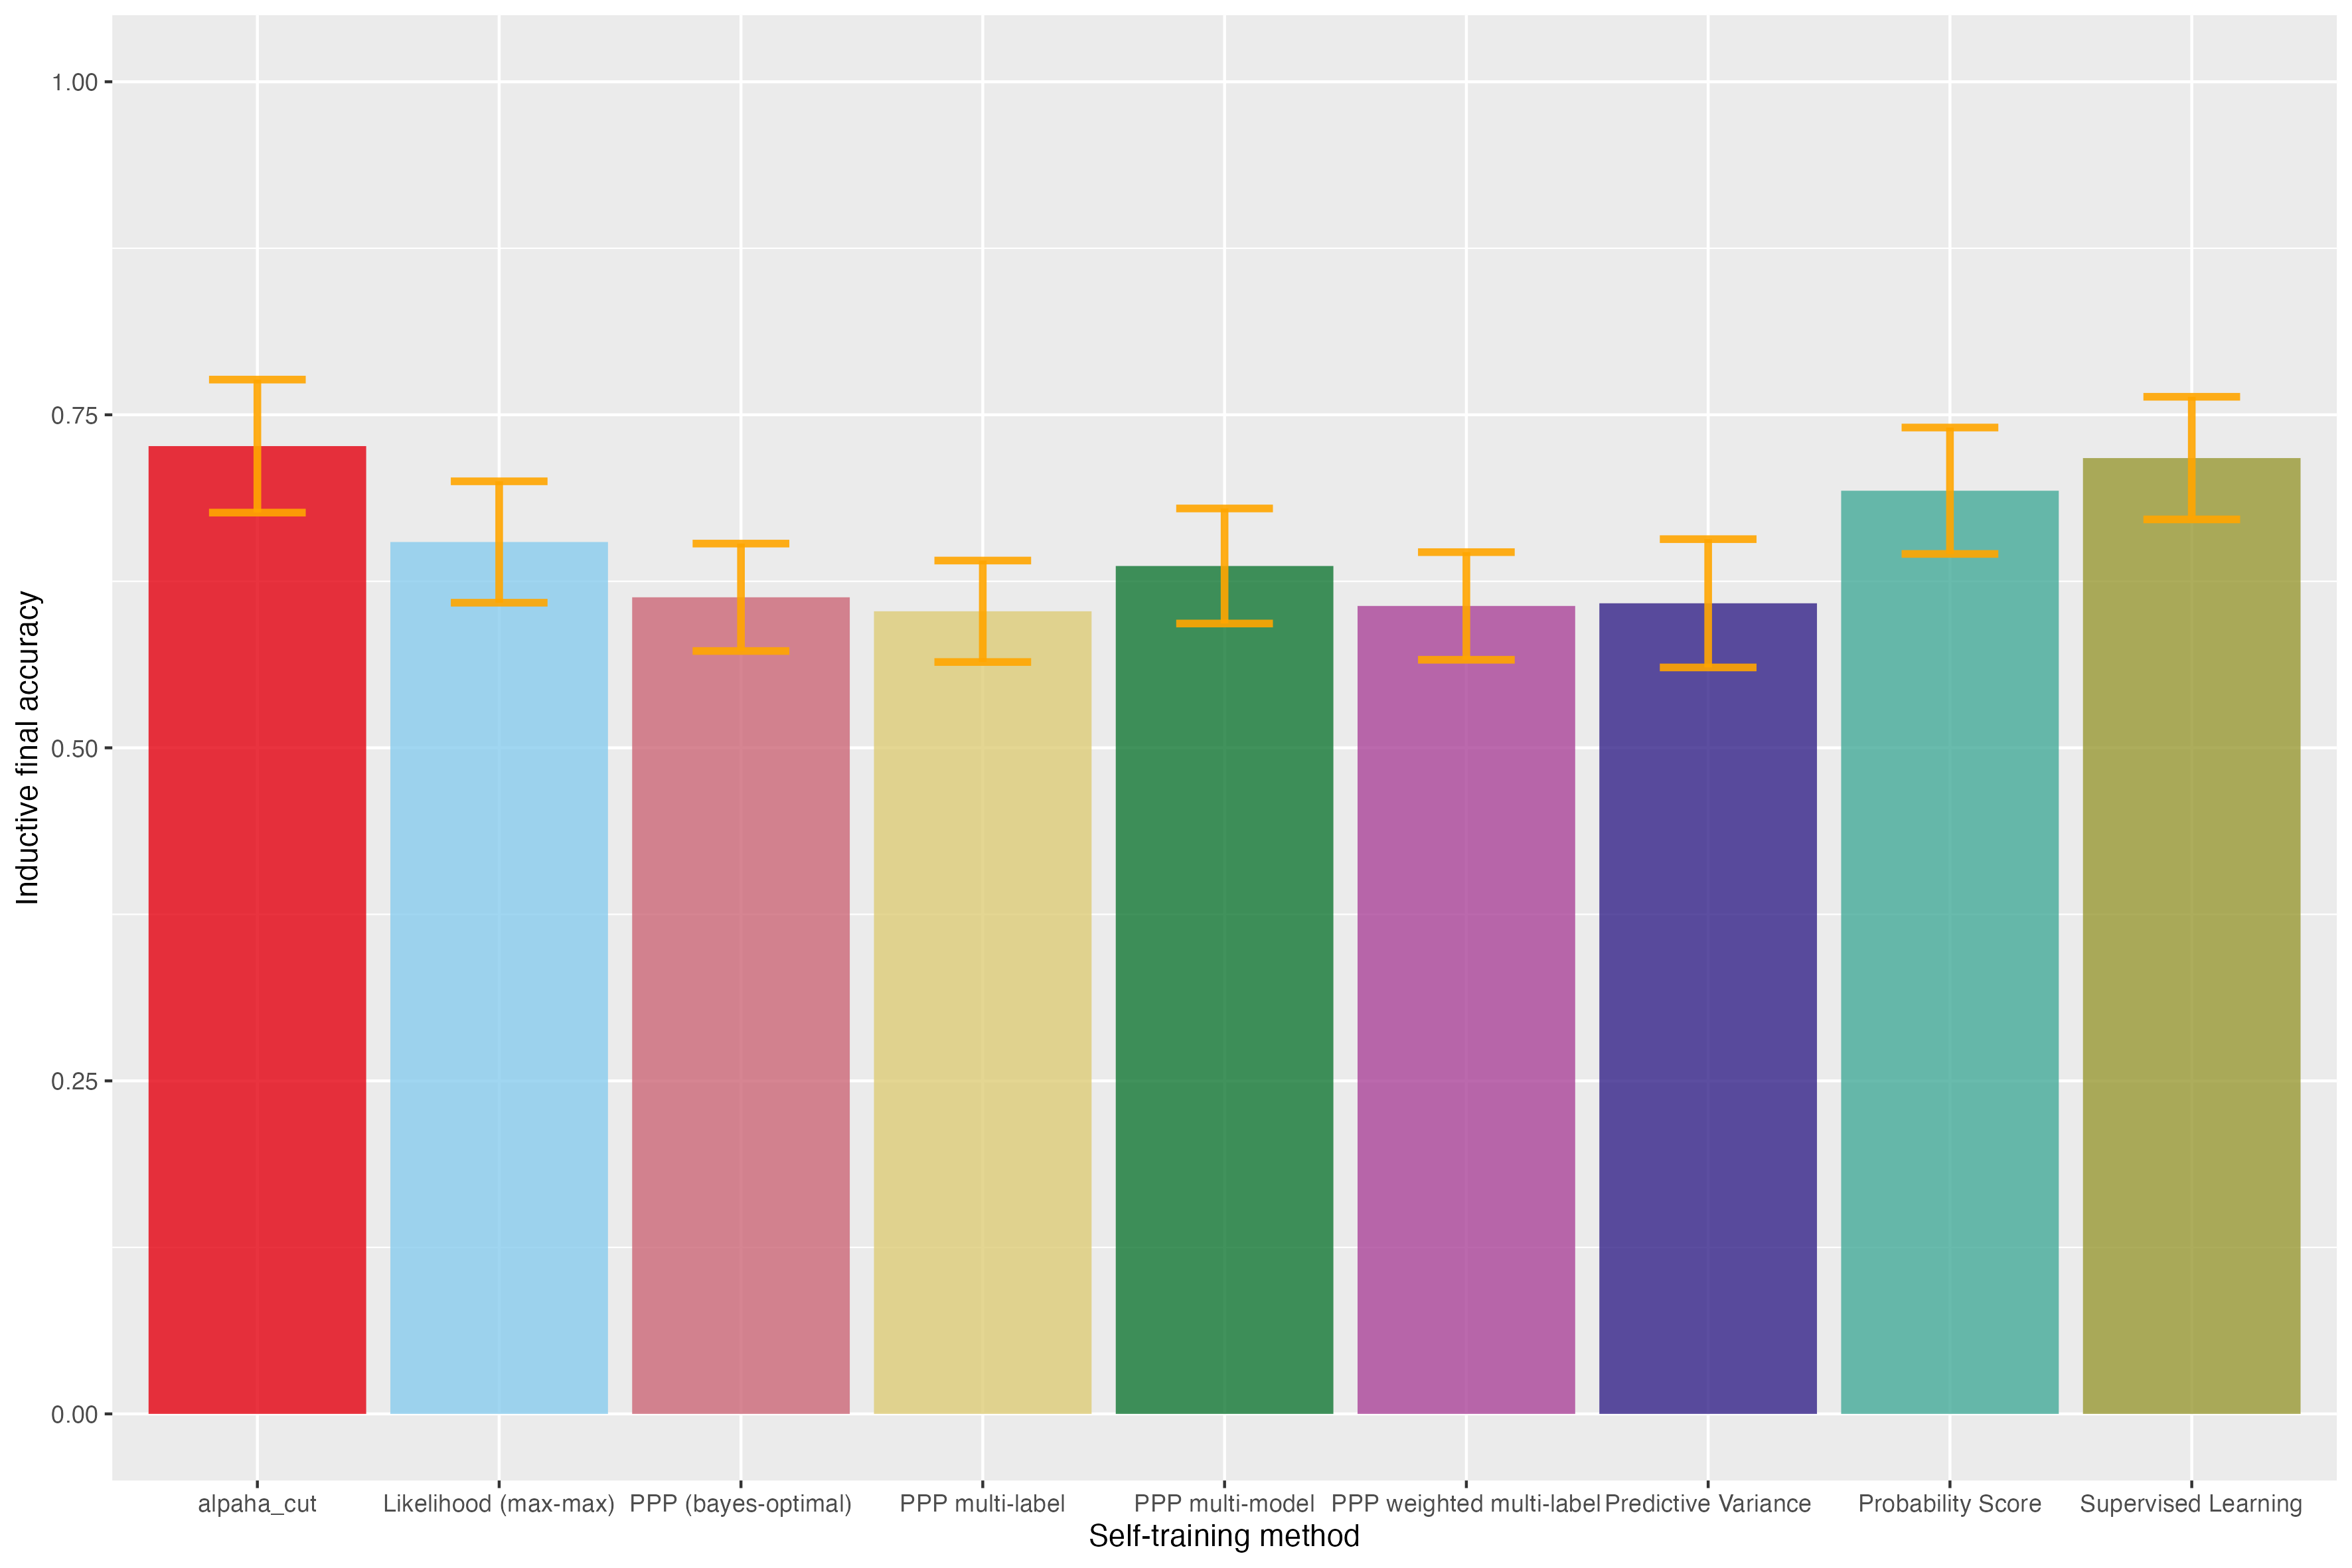 Inductive final accuracy
1.00
0.75
0.50
0.25
0.00
alpaha_cut
Likelihood (max-max)
PPP (bayes-optimal)
PPP multi-label
PPP multi-model
PPP weighted multi-label
Predictive Variance
Probability Score
Supervised Learning
Self-training method